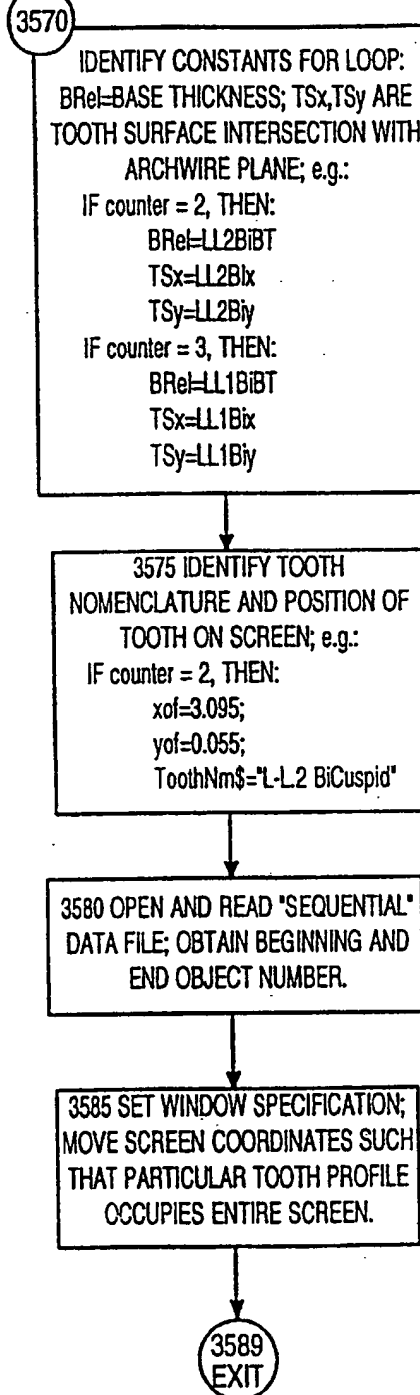 3570
IDENTIFY CONSTANTS FOR LOOP:
BRel=BASE THICKNESS; TSx,TSy ARE
TOOTH SURFACE INTERSECTION WITH
ARCHWIRE PLANE; e.g.:
IF counter = 2, THEN:
BRel=LL2BiBT
TSx=LL2BIx
TSy=LL2Biy
IF counter = 3, THEN:
BRel=LL1BiBT
TSx=LL1Bix
TSy=LL1Biy
3575 IDENTIFY TOOTH
NOMENCLATURE AND POSITION OF
TOOTH ON SCREEN; e.g.:
IF counter = 2, THEN:
xof=3.095;
yof=0.055;
ToothNm$="L-L.2 BiCuspid"
3580 OPEN AND READ "SEQUENTIAL"
DATA FILE; OBTAIN BEGINNING AND
END OBJECT NUMBER.
3585 SET WINDOW SPECIFICATION;
MOVE SCREEN COORDINATES SUCH
THAT PARTICULAR TOOTH PROFILE
OCCUPIES ENTIRE SCREEN.
3589
EXIT